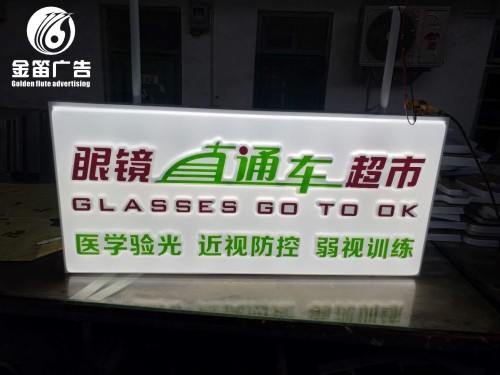 金笛广告
Golden flute advertising
眼镜直通车超市
GLASSES GO TO OK
医学验光 近视防控 弱视训练